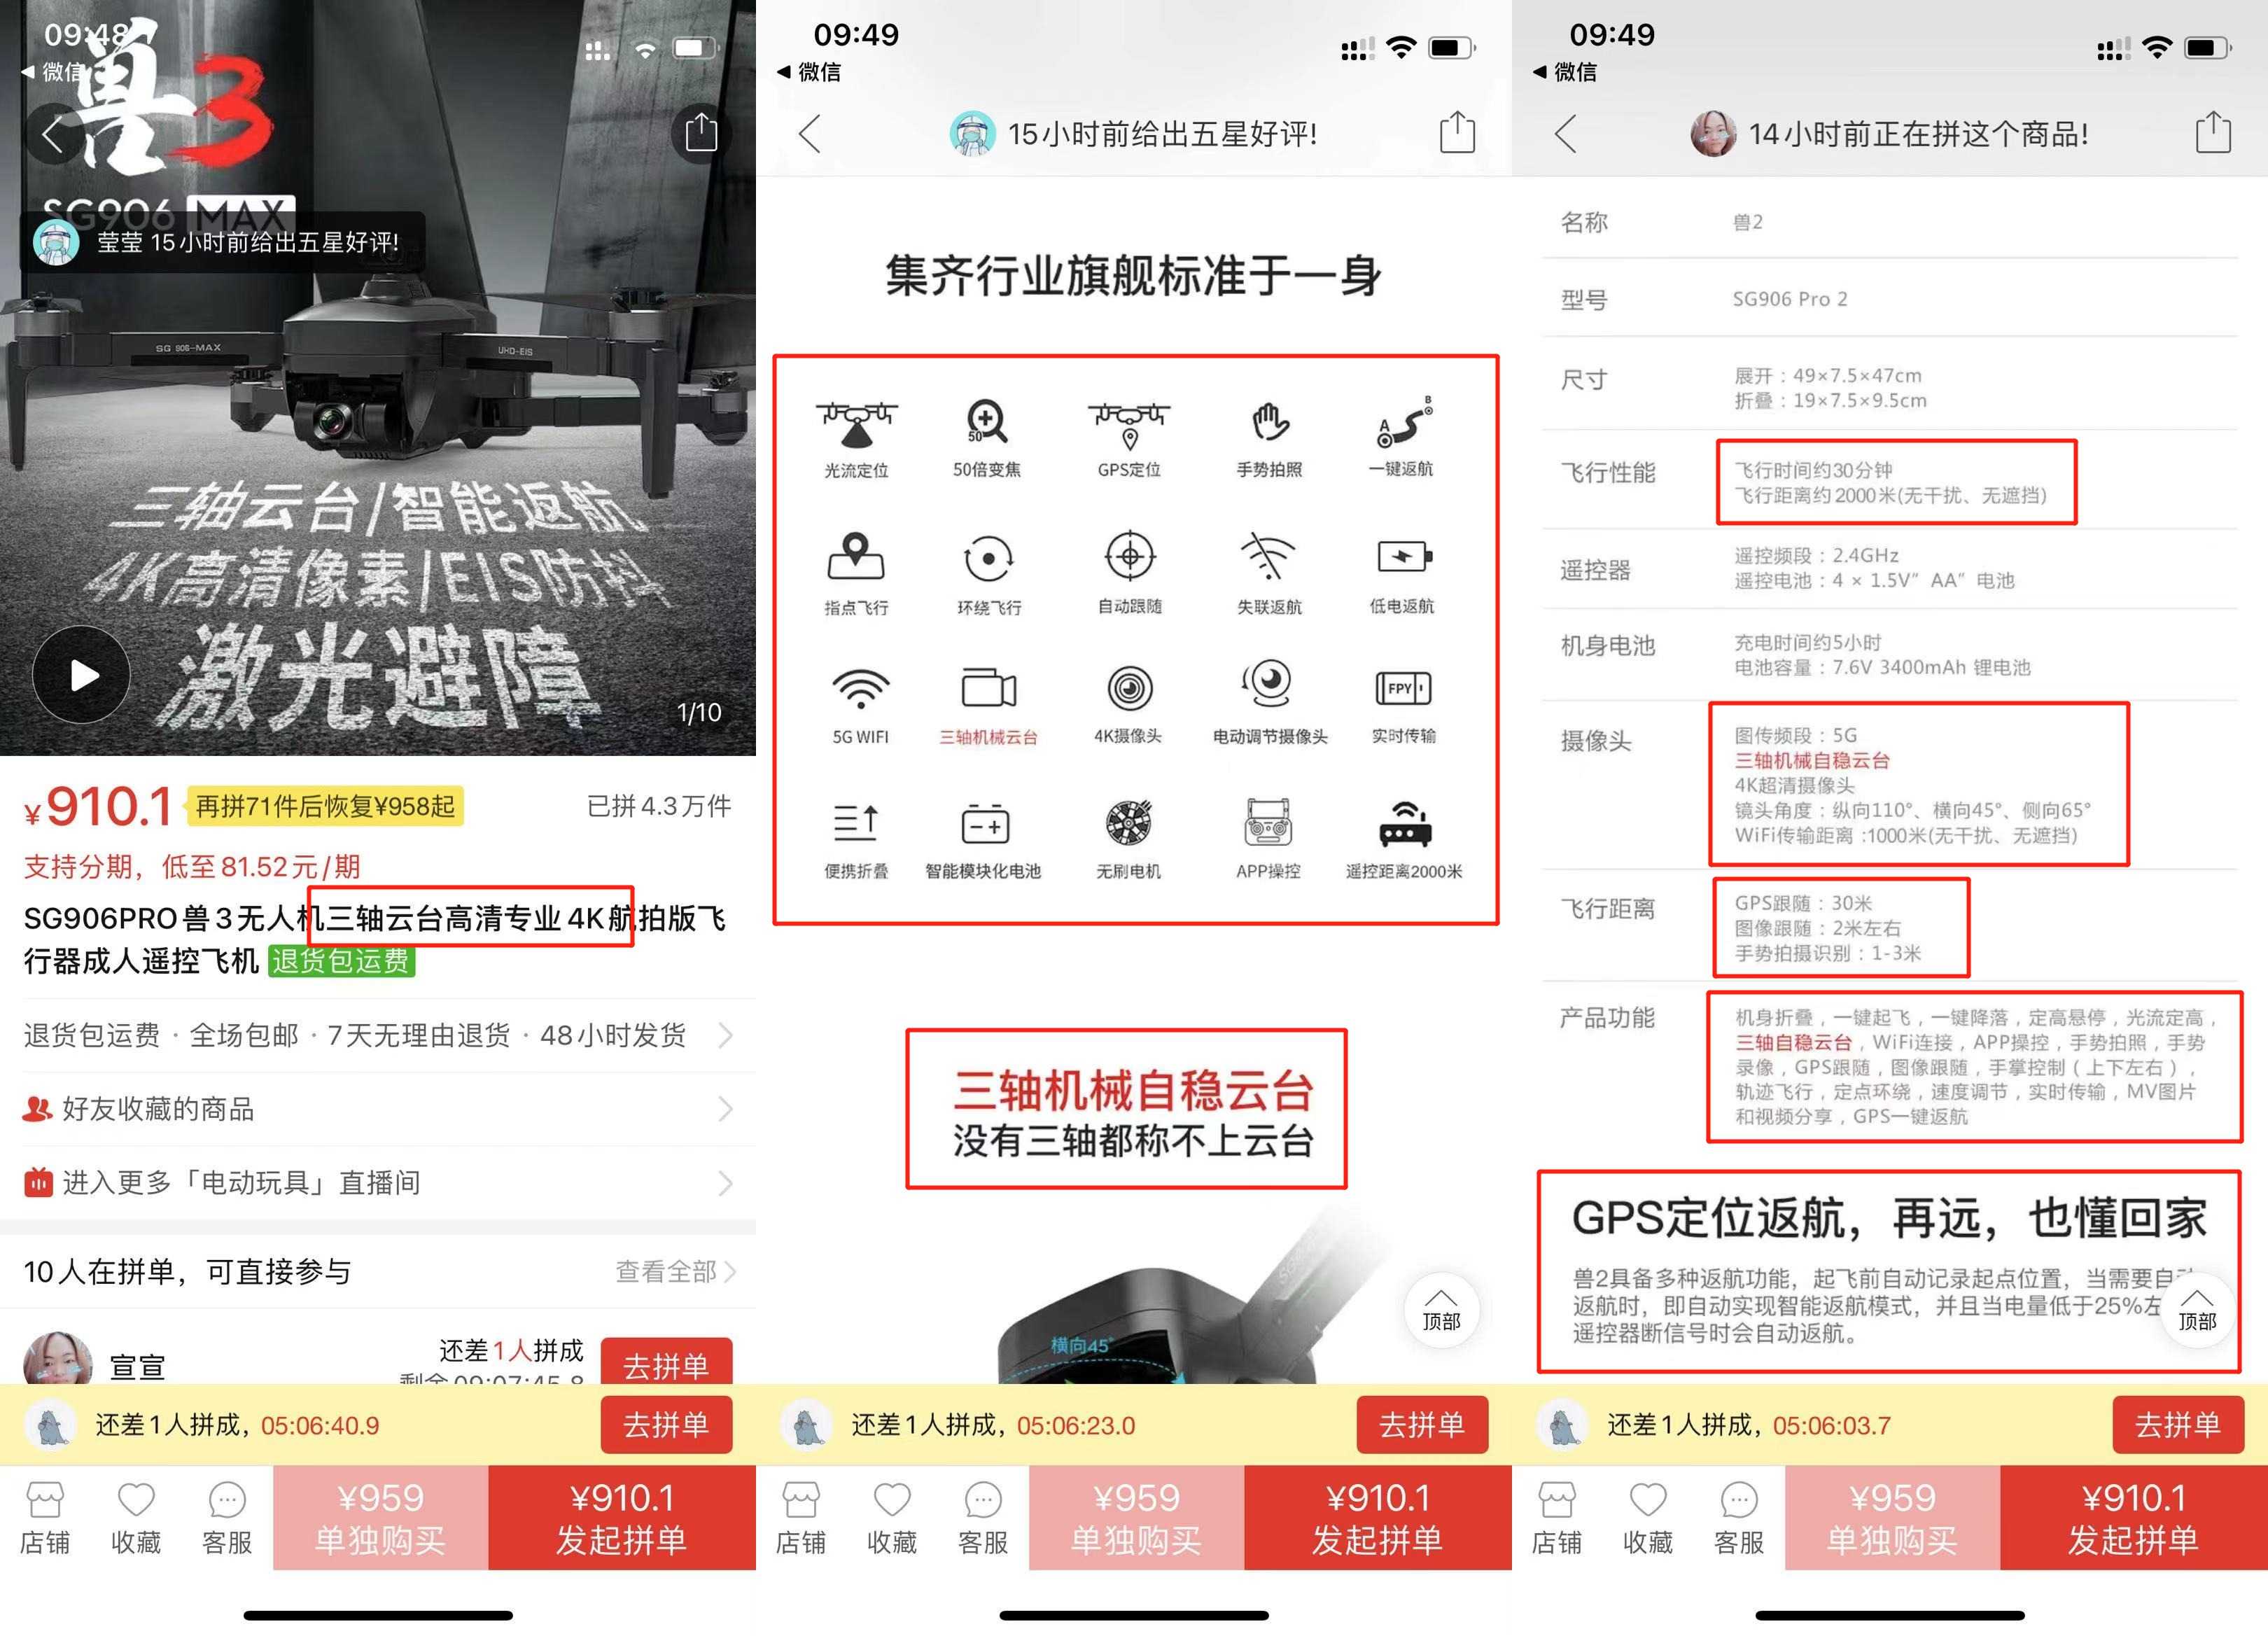 09:48
微信
兽3
SG906 MAX
莹莹 15小时前给出五星好评!
SG 906-MAX
UHD-EIS
三轴云台/智能返航
4K高清像素/EIS防抖
激光避障
1/10
¥910.1
再拼71件后恢复¥958起
已拼4.3万件
支持分期，低至81.52元/期
SG906PRO兽3无人机三轴云台高清专业4K航拍版飞
行器成人遥控飞机 退货包运费
退货包运费 · 全场包邮 · 7天无理由退货 · 48小时发货
好友收藏的商品
进入更多「电动玩具」直播间
10人在拼单，可直接参与
查看全部
宣宣
还差1人拼成
剩余09:07:45.8
去拼单
还差1人拼成，05:06:40.9
去拼单
店铺
收藏
客服
¥959
单独购买
¥910.1
发起拼单
09:49
微信
15小时前给出五星好评!
集齐行业旗舰标准于一身
50
A
B
光流定位
50倍变焦
GPS定位
手势拍照
一键返航
指点飞行
环绕飞行
自动跟随
失联返航
低电返航
FPY
5G WIFI
三轴机械云台
4K摄像头
电动调节摄像头
实时传输
便携折叠
智能模块化电池
无刷电机
APP操控
遥控距离2000米
三轴机械自稳云台
没有三轴都称不上云台
横向45°
顶部
还差1人拼成，05:06:23.0
去拼单
店铺
收藏
客服
¥959
单独购买
¥910.1
发起拼单
09:49
微信
14小时前正在拼这个商品!
名称
兽2
型号
SG906 Pro 2
尺寸
展开：49×7.5×47cm
折叠：19×7.5×9.5cm
飞行性能
飞行时间约30分钟
飞行距离约2000米(无干扰、无遮挡)
遥控器
遥控频段：2.4GHz
遥控电池：4 × 1.5V" AA" 电池
机身电池
充电时间约5小时
电池容量：7.6V 3400mAh 锂电池
摄像头
图传频段：5G
三轴机械自稳云台
4K超清摄像头
镜头角度：纵向110°、横向45°、侧向65°
WiFi传输距离:1000米(无干扰、无遮挡)
飞行距离
GPS跟随：30米
图像跟随：2米左右
手势拍摄识别：1-3米
产品功能
机身折叠，一键起飞，一键降落，定高悬停，光流定高，
三轴自稳云台，WiFi连接，APP操控，手势拍照，手势
录像，GPS跟随，图像跟随，手掌控制（上下左右），
轨迹飞行，定点环绕，速度调节，实时传输，MV图片
和视频分享，GPS一键返航
GPS定位返航，再远，也懂回家
兽2具备多种返航功能，起飞前自动记录起点位置，当需要自
返航时，即自动实现智能返航模式，并且当电量低于25%左
遥控器断信号时会自动返航。
顶部
还差1人拼成，05:06:03.7
去拼单
店铺
收藏
客服
¥959
单独购买
¥910.1
发起拼单